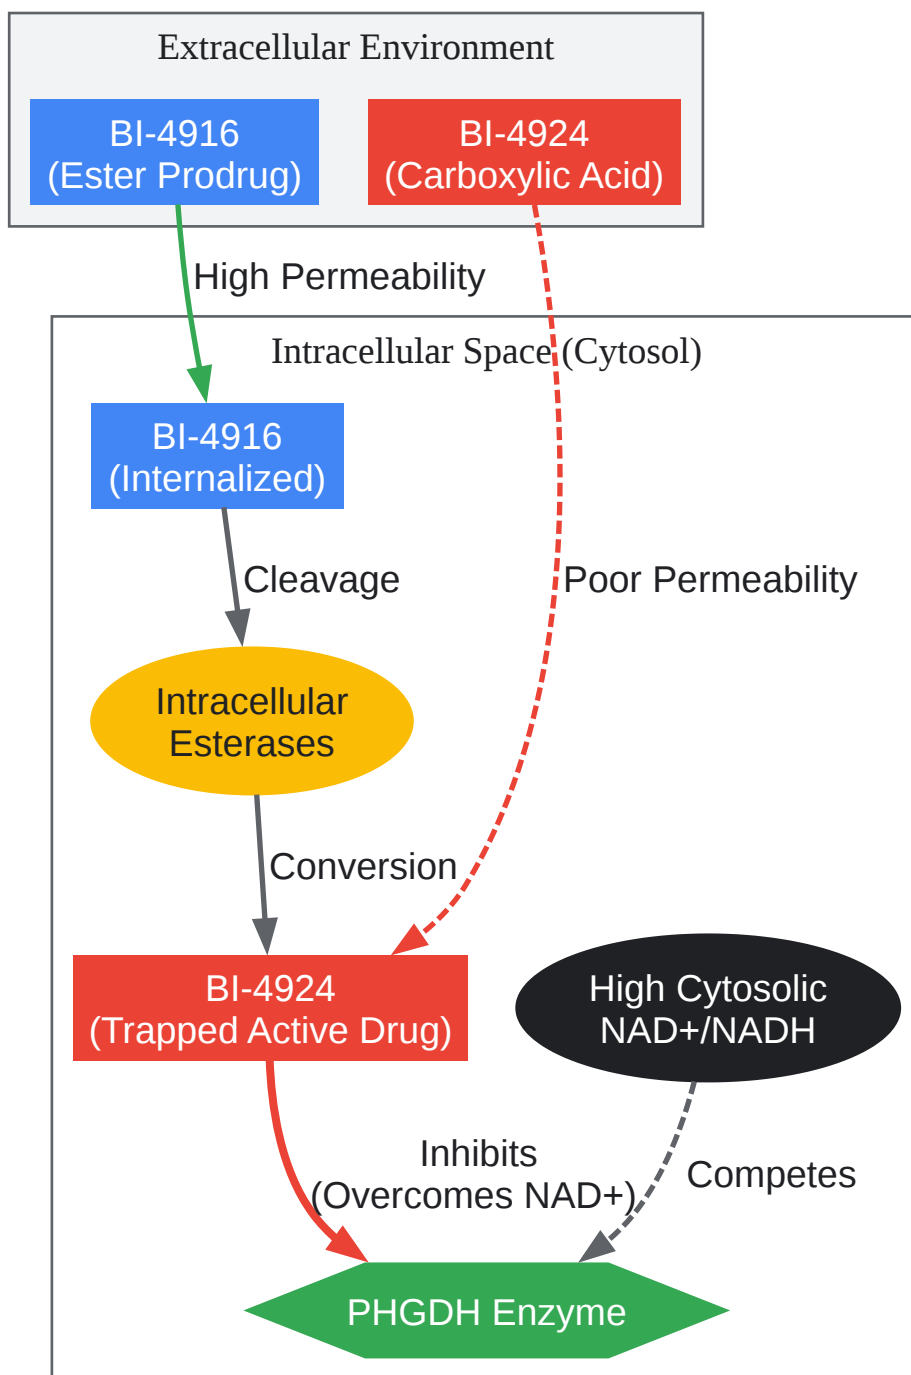 Extracellular Environment
BI-4916
(Ester Prodrug)
BI-4924
(Carboxylic Acid)
High Permeability
Intracellular Space (Cytosol)
BI-4916
(Internalized)
Cleavage
Poor Permeability
Intracellular
Esterases
Conversion
BI-4924
(Trapped Active Drug)
High Cytosolic
NAD+/NADH
Inhibits
(Overcomes NAD+)
Competes
PHGDH Enzyme